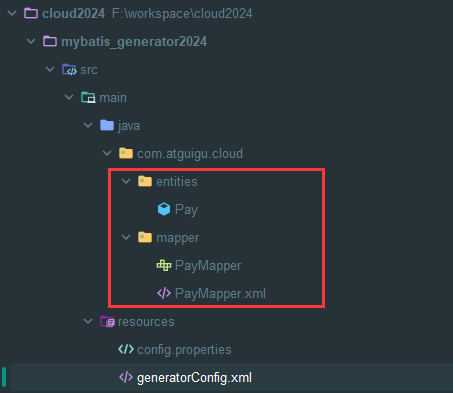 cloud2024 F:\workspace\cloud2024
mybatis_generator2024
src
main
java
com.atguigu.cloud
entities
Pay
mapper
PayMapper
PayMapper.xml
resources
config.properties
generatorConfig.xml